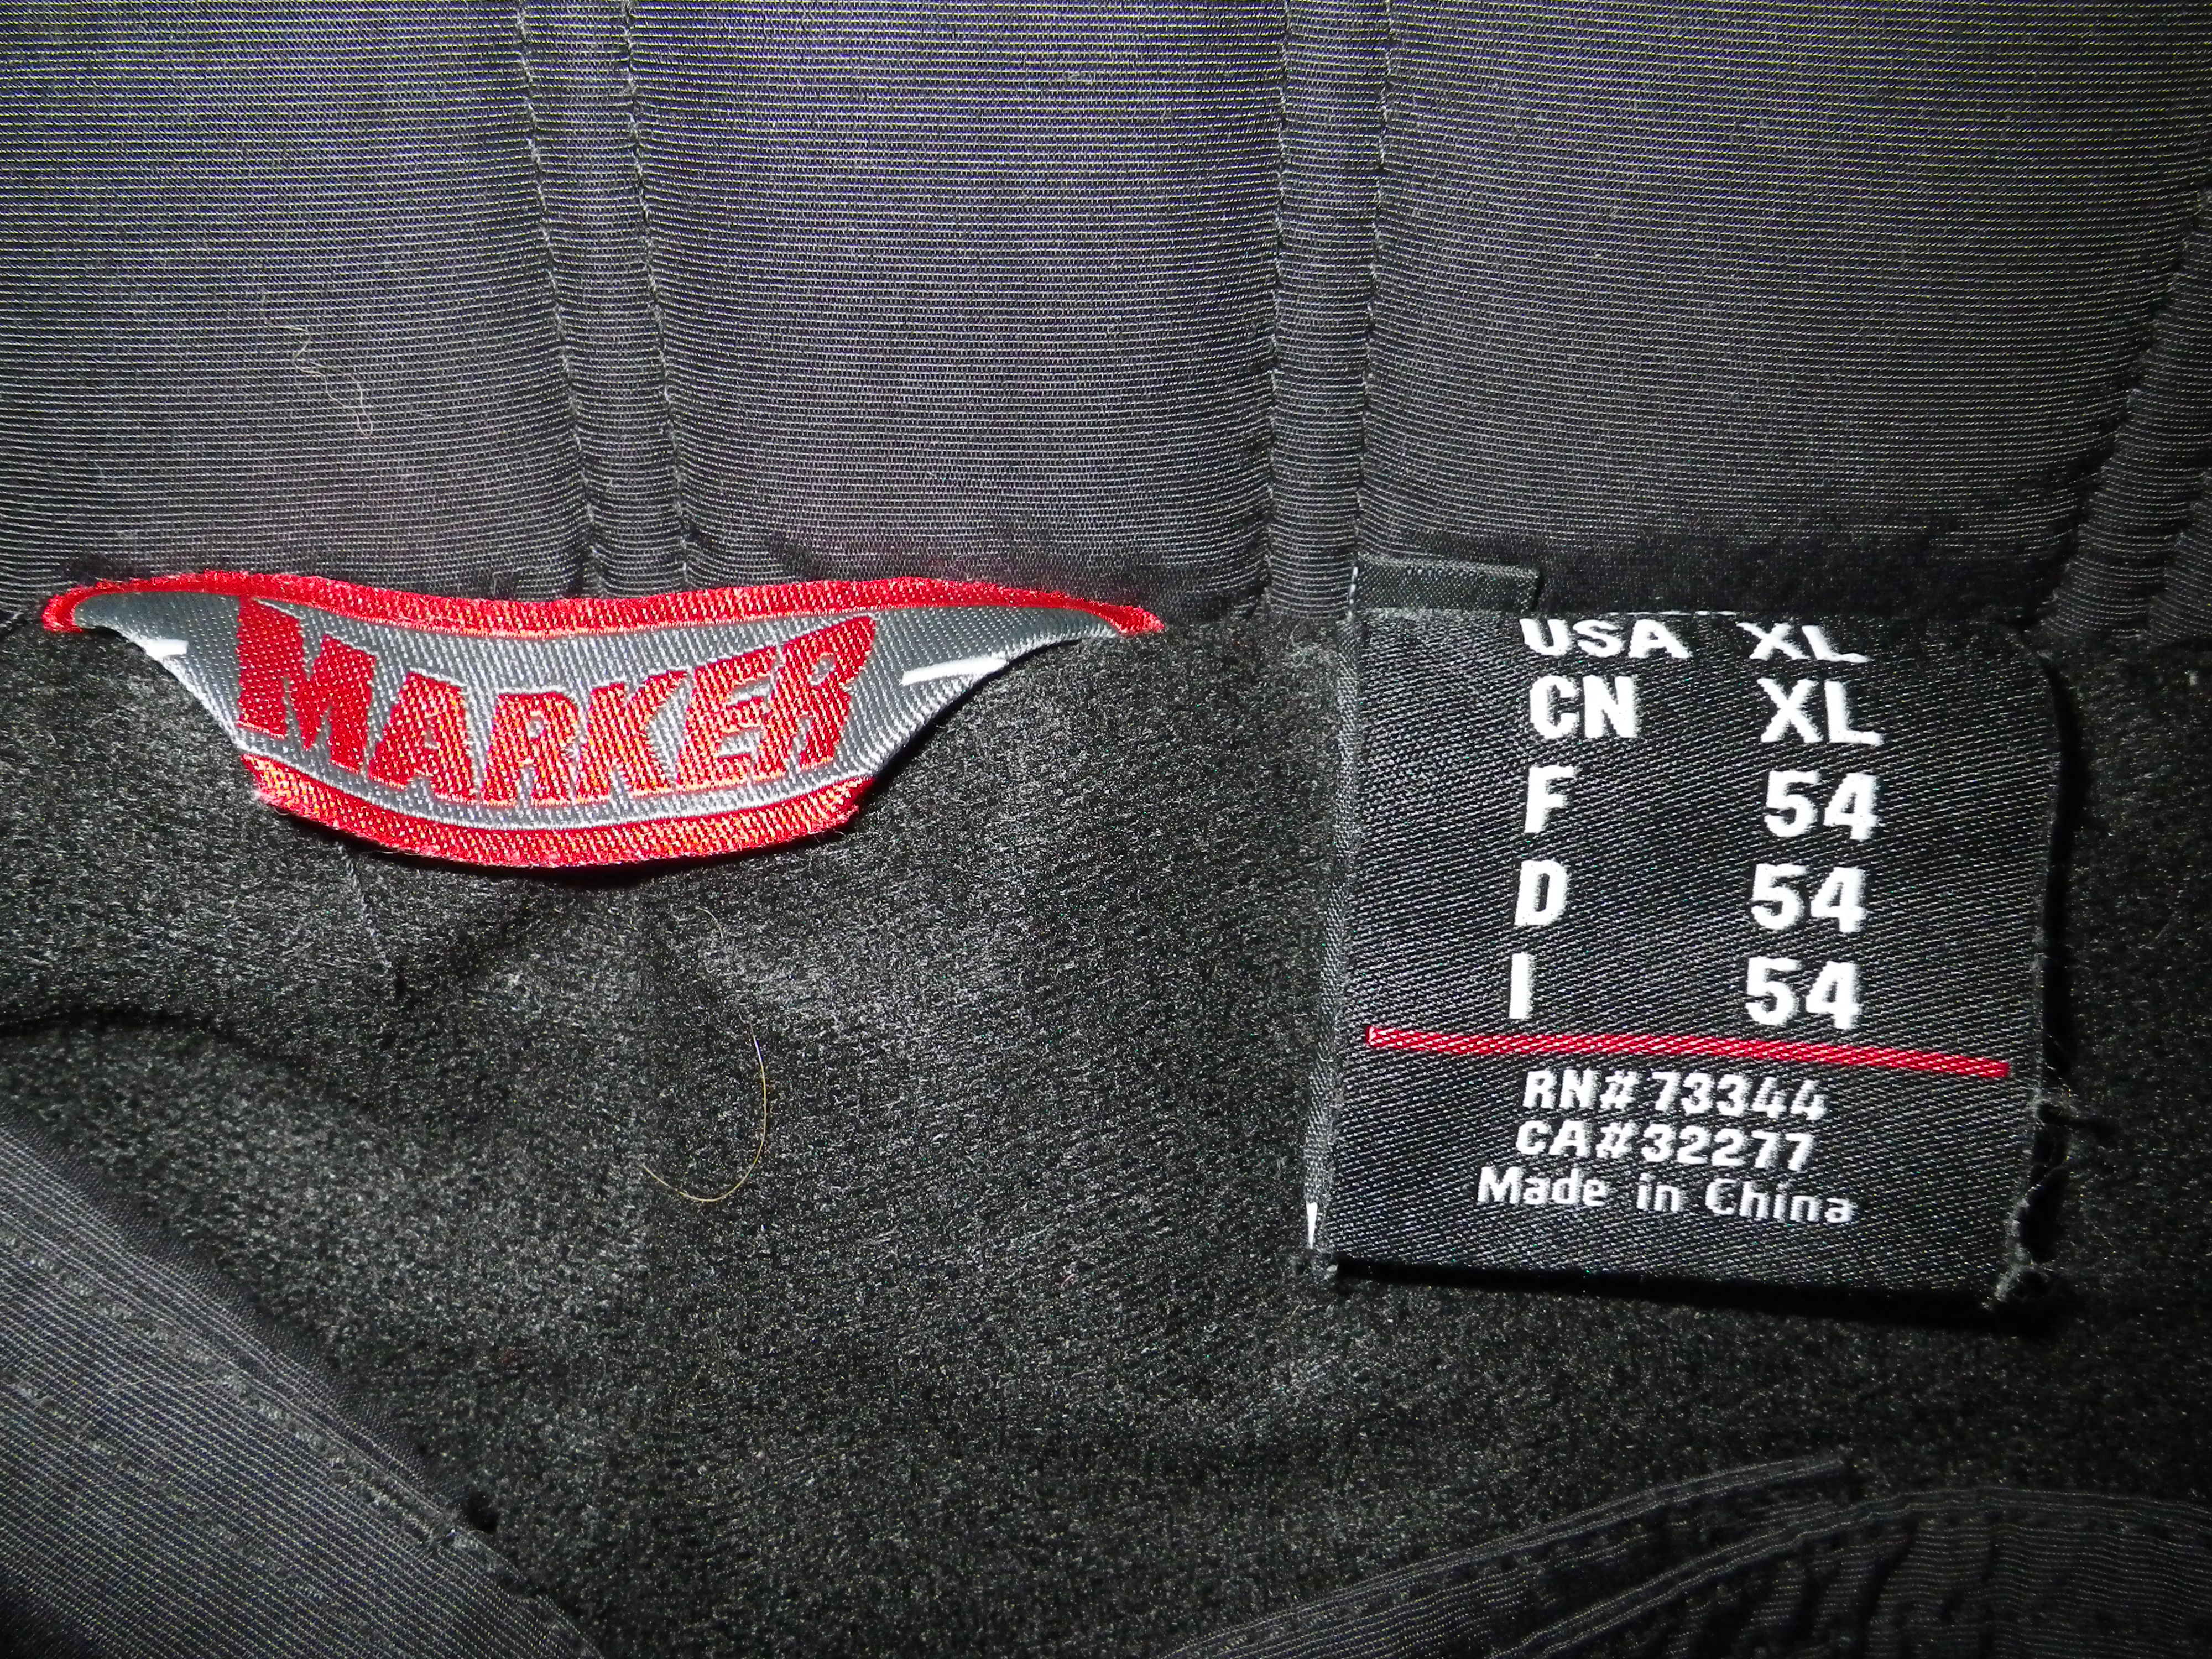 MARKER
USA XL
CN XL
F 54
D 54
I 54
RN# 73344
CA#32277
Made in China